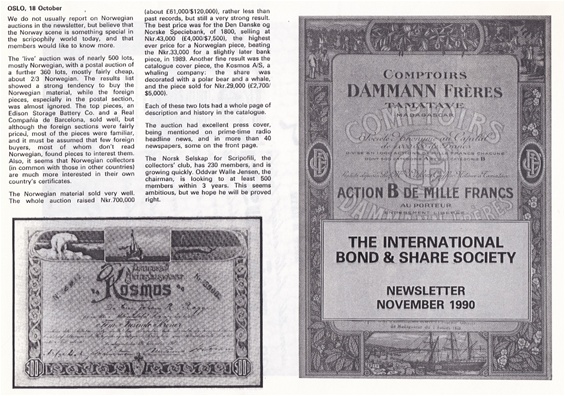 OSLO, 18 October
We do not usually report on Norwegian
auctions in the newsletter, but believe that
the Norway scene is something special in
the scripophily world today, and that
members would like to know more.
The "live" auction was of nearly 500 lots,
mostly Norwegian, with a postal auction of
a further 360 lots, mostly fairly cheap,
about 2/3 Norwegian. The results list
showed a strong tendency to buy the
Norwegian material, while the foreign
pieces, especially in the postal section,
was almost ignored. The top pieces, an
Edison Storage Battery Co. and a Real
Compañia de Barcelona, sold well, but
although the foreign sections were fairly
priced, most of the pieces were familiar,
and it must be assumed that few foreign
buyers, most of whom don't read
Norwegian, found pieces to interest them.
Also, it seems that Norwegian collectors
(in common with those in other countries)
are much more interested in their own
country's certificates.
The Norwegian material sold very well.
The whole auction raised Nkr.700,000
(about £61,000/$120,000), rather less than
past records, but still a very strong result.
The best price was for the Den Danske og
Norske Speciebank, of 1800, selling at
Nkr.43,000 (£4,000/$7,500), the highest
ever price for a Norwegian piece, beating
the Nkr.33,000 for a slightly later bank
piece, in 1989. Another fine result was the
catalogue cover piece, the Kosmos A/S, a
whaling company: the share was
decorated with a polar bear and a whale,
and the piece sold for Nkr.29,000 (£2,700/
$5,000).
Each of these two lots had a whole page of
description and history in the catalogue.
The auction had excellent press cover,
being mentioned on prime-time radio
headline news, and in more than 40
newspapers, some on the front page.
The Norsk Selskap for Scripofili, the
collectors' club, has 230 members, and is
growing quickly. Oddvar Walle Jensen, the
chairman, is looking to at least 500
members within 3 years. This seems
ambitious, but we hope he will be proved
right.
Kosmos
COMPTOIRS
DAMMANN FRÈRES
TAMATAVE
MADAGASCAR
ACTION B DE MILLE FRANCS
AU PORTEUR
THE INTERNATIONAL
BOND & SHARE SOCIETY
NEWSLETTER
NOVEMBER 1990